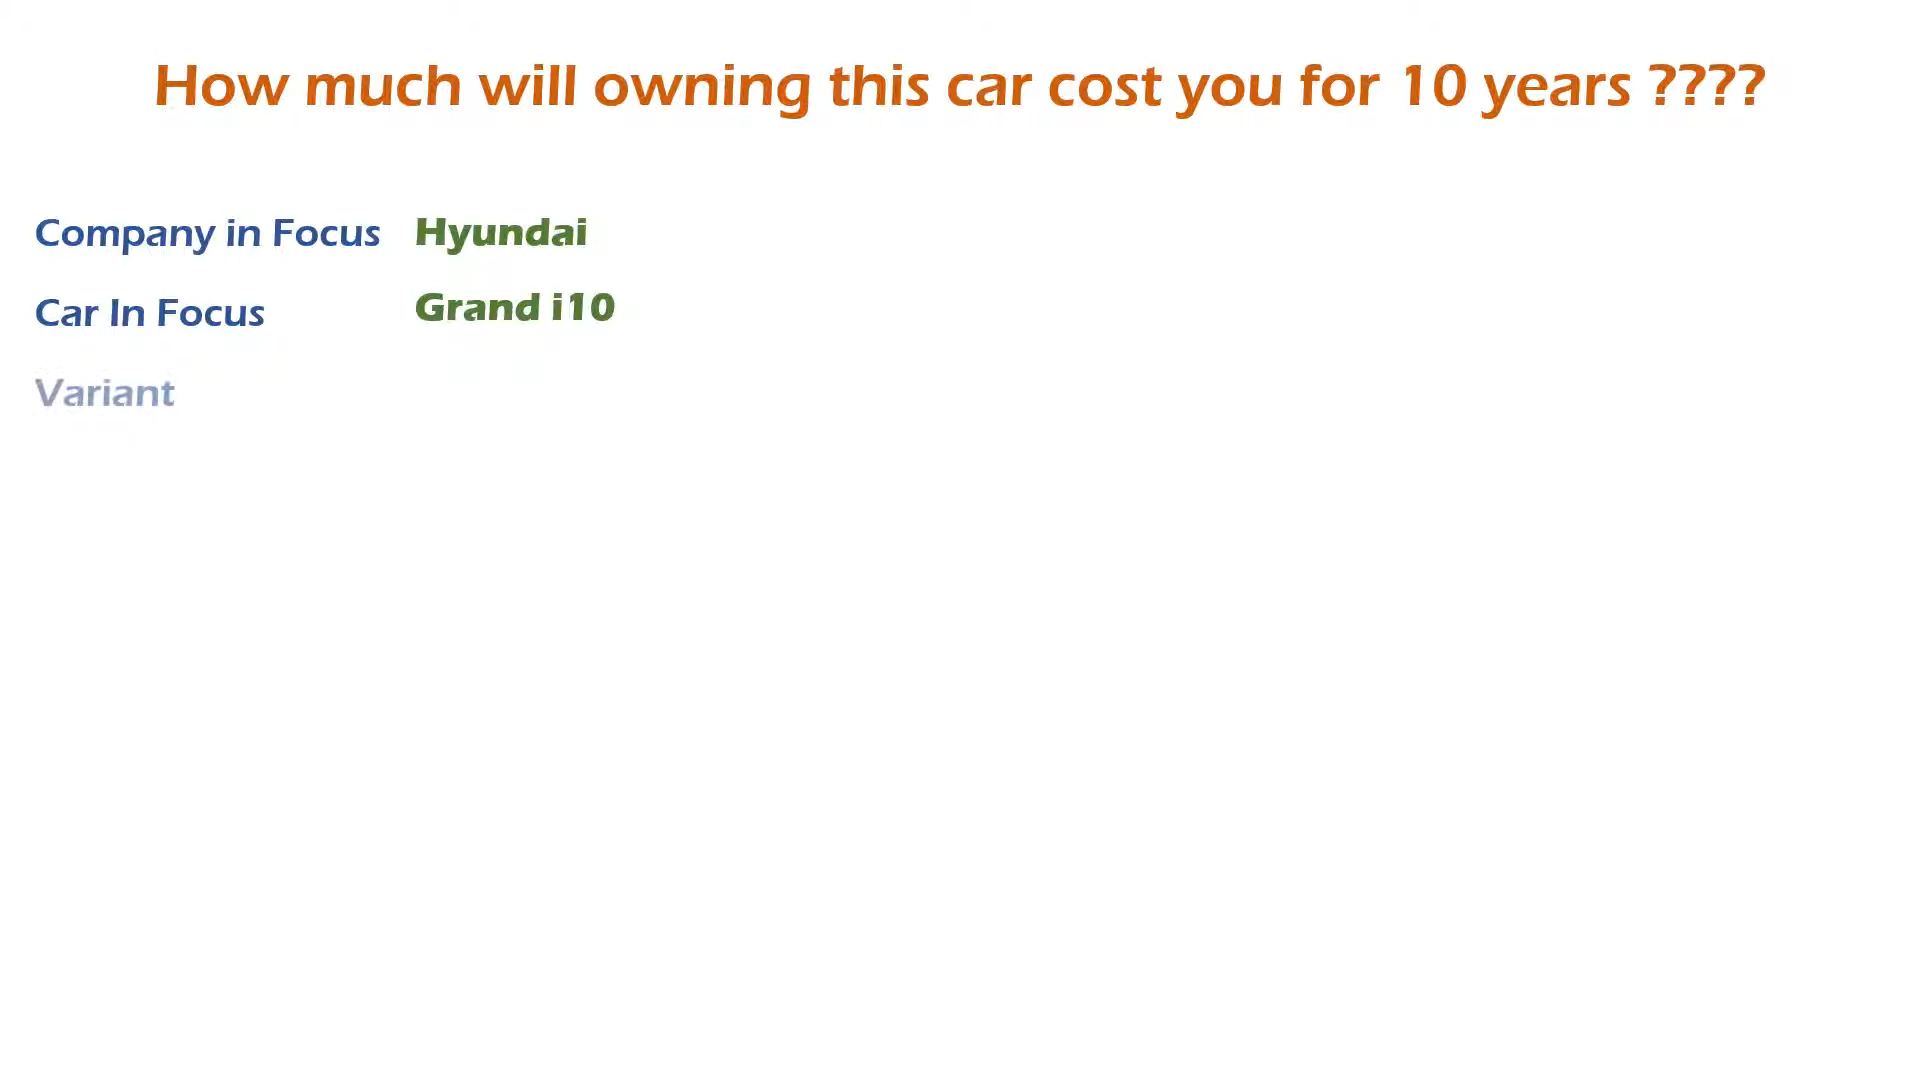 How much will owning this car cost you for 10 years ????
Company in Focus Hyundai
Car In Focus Grand i10
Variant